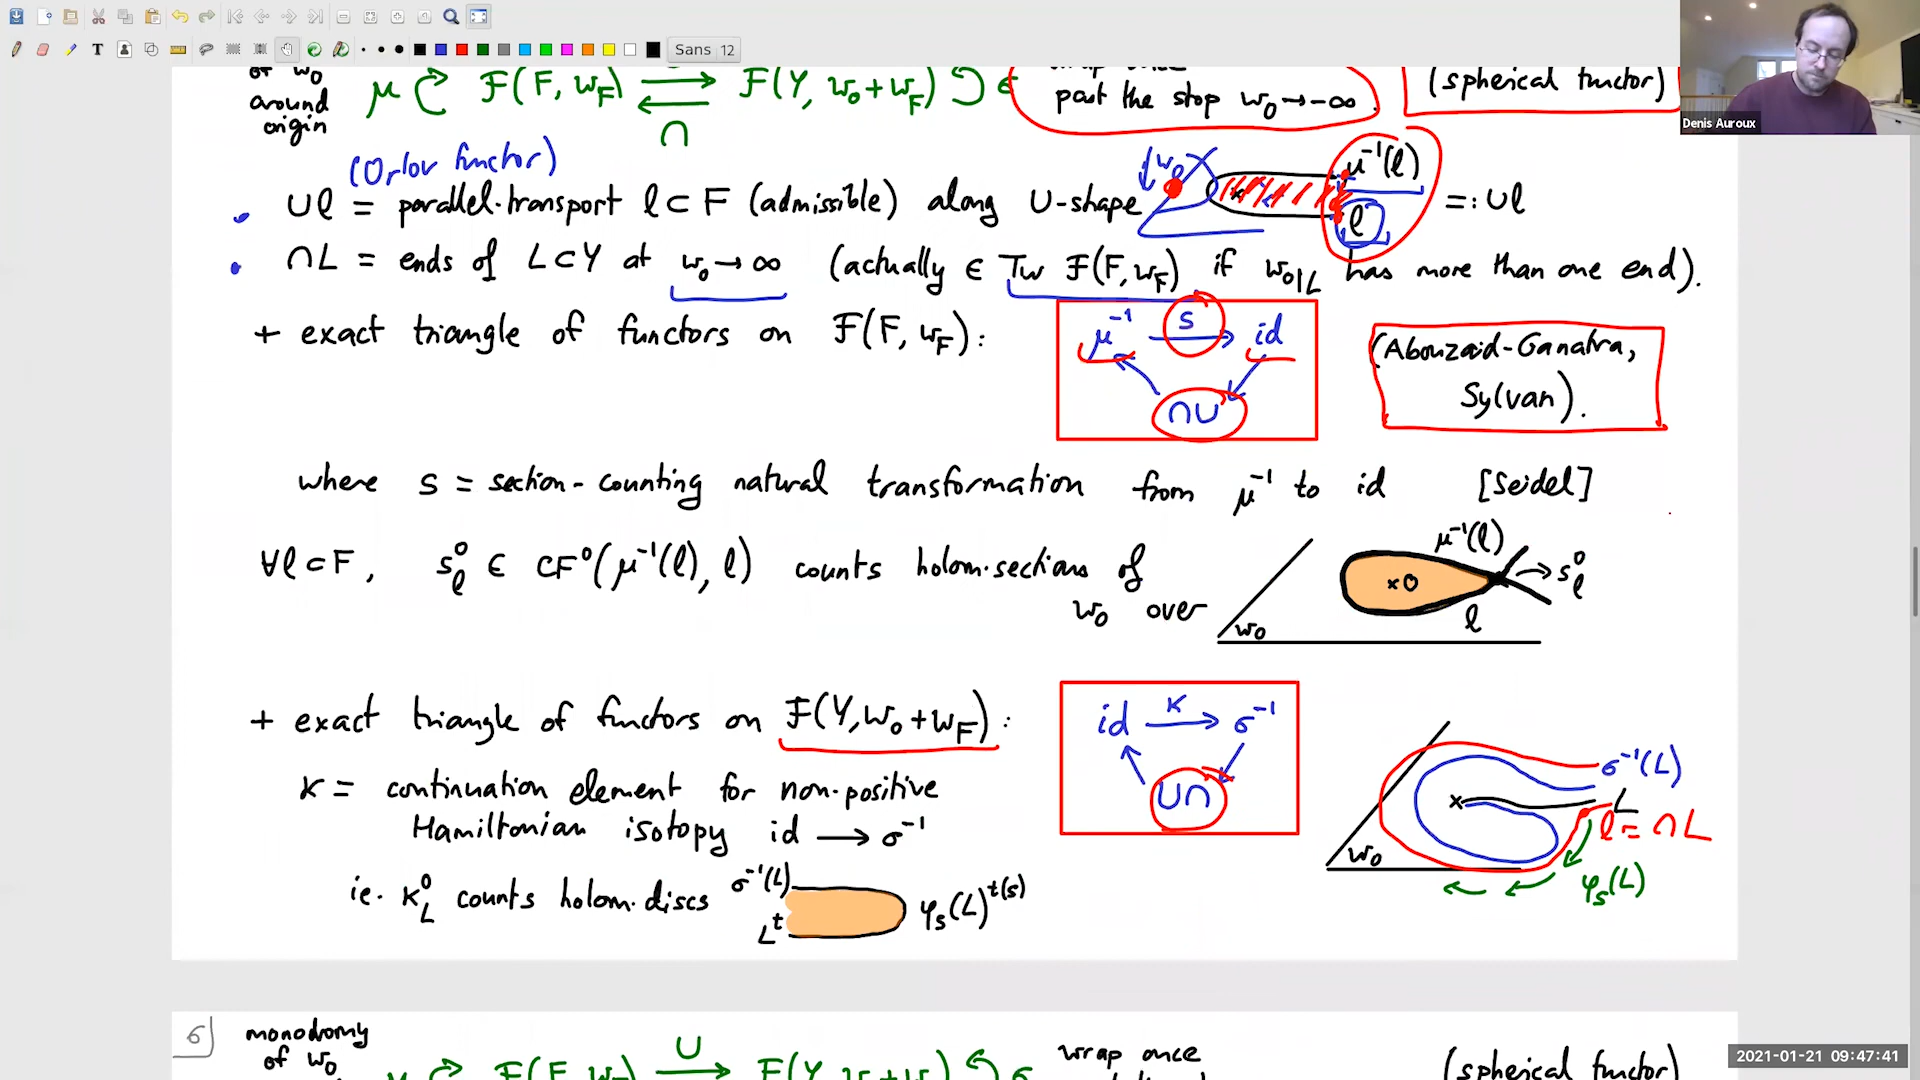 Sans 12
Denis Auroux
of w₀
around
origin
μ F(F, w_F) ⇄ F(Y, w₀+w_F)
∩
past the stop w₀→-∞
(spherical functor)
(Orlov functor)
• ∪ℓ = parallel-transport ℓ⊂F (admissible) along U-shape
w₀
μ⁻¹(ℓ)
ℓ
=: ∪ℓ
• ∩L = ends of L⊂Y at w₀→∞ (actually ∈ Tw F(F,w_F) if w₀|L has more than one end).
+ exact triangle of functors on F(F, w_F):
μ⁻¹ s→ id
∩∪
(Abouzaid-Ganatra,
Sylvan).
where s = section-counting natural transformation from μ⁻¹ to id [Seidel]
∀ℓ⊂F, s⁰_ℓ ∈ CF⁰(μ⁻¹(ℓ), ℓ) counts holom. sections of
w₀ over
w₀
×0
μ⁻¹(ℓ)
ℓ
→ s⁰_ℓ
+ exact triangle of functors on F(Y, w₀+w_F):
id κ→ σ⁻¹
∪∩
κ = continuation element for non-positive
Hamiltonian isotopy id → σ⁻¹
ie. κ⁰_L counts holom. discs
σ⁻¹(L)
L^t
φ_s(L)^t(s)
σ⁻¹(L)
L
ℓ = ∩L
φ_s(L)
w₀
2021-01-21 09:47:41
6
monodromy
of w₀
μ F(F, w_F) ∪→ F(Y, w₀+w_F) σ
wrap once
(spherical functor)